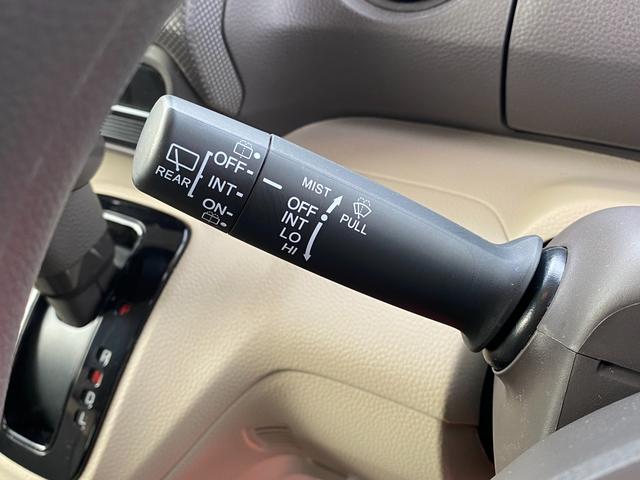 REAR
OFF
INT
ON
MIST
OFF
INT
LO
HI
PULL
R
D
L